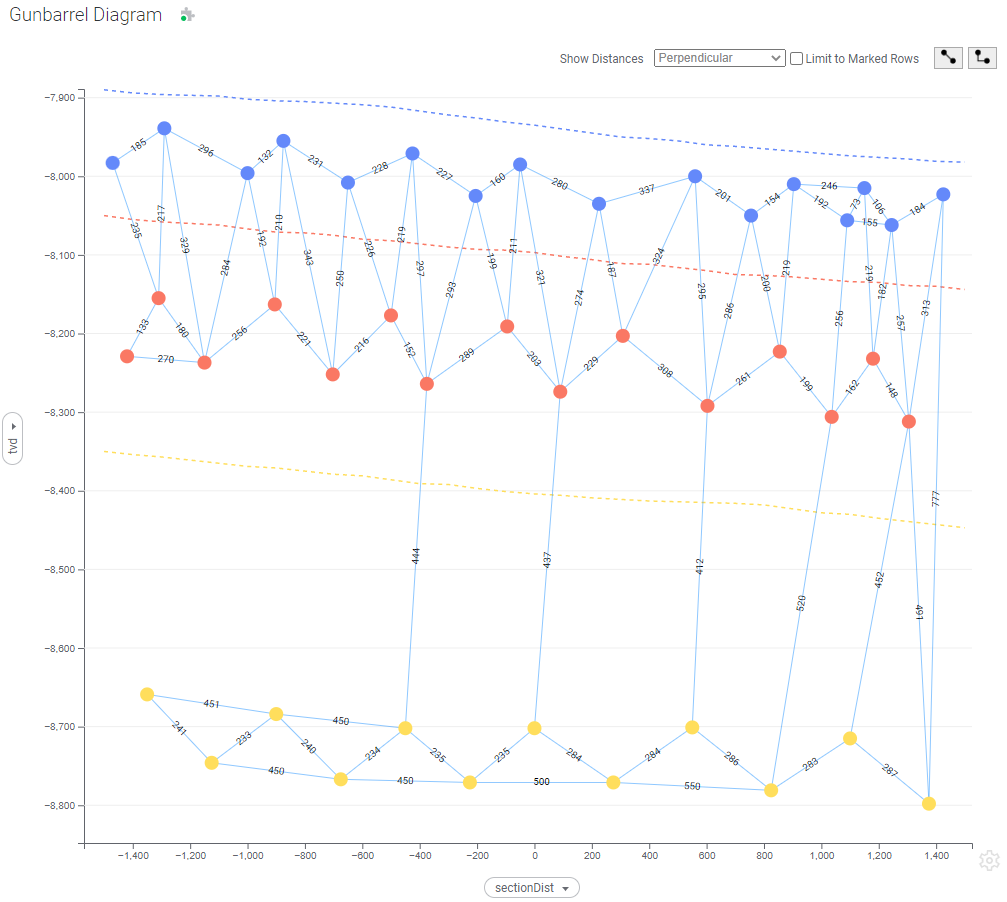 Gunbarrel Diagram
Show Distances Perpendicular Limit to Marked Rows
−7,900
−8,000
−8,100
−8,200
−8,300
−8,400
−8,500
−8,600
−8,700
−8,800
tvd
185 296 132 231 228 227 160 280 337 201 154 246 192 73 106 155 184
235 217 329 284 192 210 343 250 226 219 297 293 199 211 321 274 187 324 295 286 200 219 256 219 182 257 313
133 180 270 256 221 216 152 289 203 229 308 261 199 162 148
444 437 412 520 452 491 777
451 450
241 233 240 234 235 235 284 284 286 283 287
450 450 500 550
−1,400 −1,200 −1,000 −800 −600 −400 −200 0 200 400 600 800 1,000 1,200 1,400
sectionDist